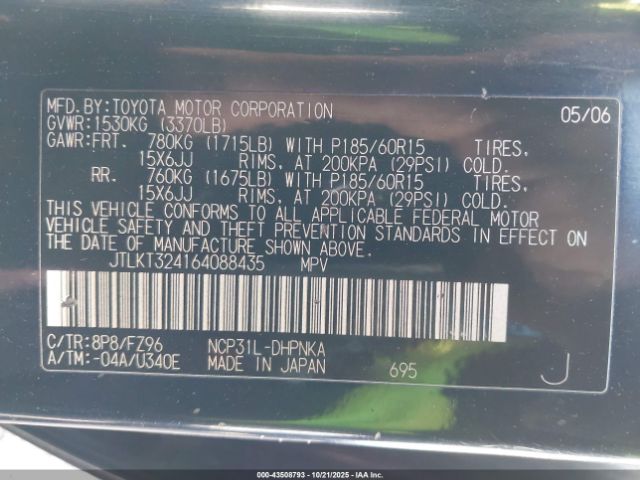 MFD.BY:TOYOTA MOTOR CORPORATION 05/06
GVWR:1530KG (3370LB)
GAWR:FRT. 780KG (1715LB) WITH P185/60R15 TIRES,
15X6JJ RIMS, AT 200KPA (29PSI) COLD.
RR. 760KG (1675LB) WITH P185/60R15 TIRES,
15X6JJ RIMS, AT 200KPA (29PSI) COLD.
THIS VEHICLE CONFORMS TO ALL APPLICABLE FEDERAL MOTOR
VEHICLE SAFETY AND THEFT PREVENTION STANDARDS IN EFFECT ON
THE DATE OF MANUFACTURE SHOWN ABOVE.
JTLKT324164088435 MPV
C/TR:8P8/FZ96 NCP31L-DHPNKA
A/TM:-04A/U340E MADE IN JAPAN 695 J
000-43508793 - 10/21/2025 - IAAI.COM